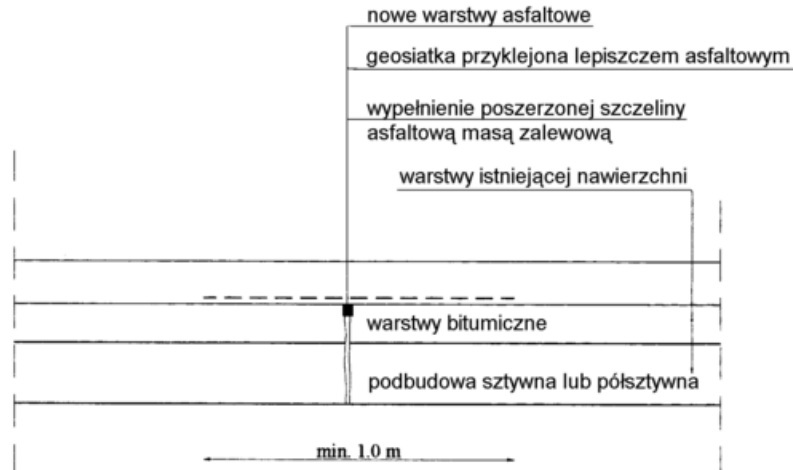 nowe warstwy asfaltowe
geosiatka przyklejona lepiszczem asfaltowym
wypełnienie poszerzonej szczeliny
asfaltową masą zalewową
warstwy istniejącej nawierzchni
warstwy bitumiczne
podbudowa sztywna lub półsztywna
min. 1.0 m